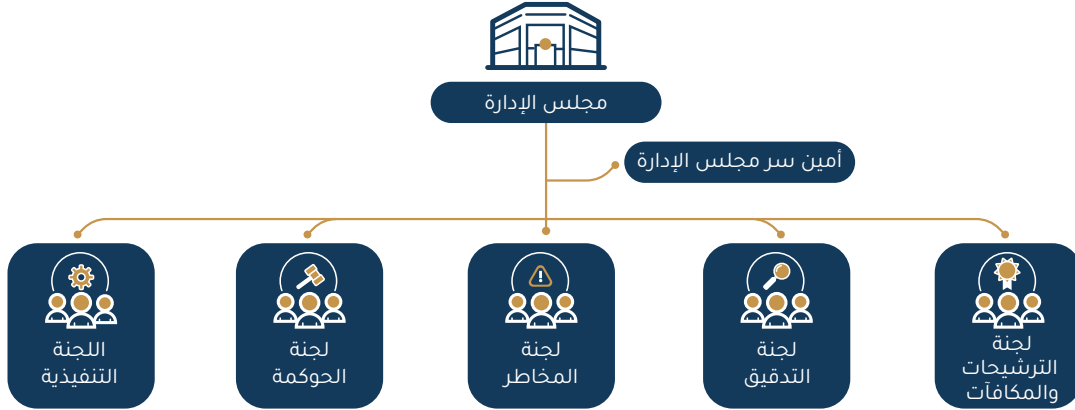 مجلس الإدارة
أمين سر مجلس الإدارة
لجنة
الترشيحات
والمكافآت
لجنة
التدقيق
لجنة
المخاطر
لجنة
الحوكمة
اللجنة
التنفيذية